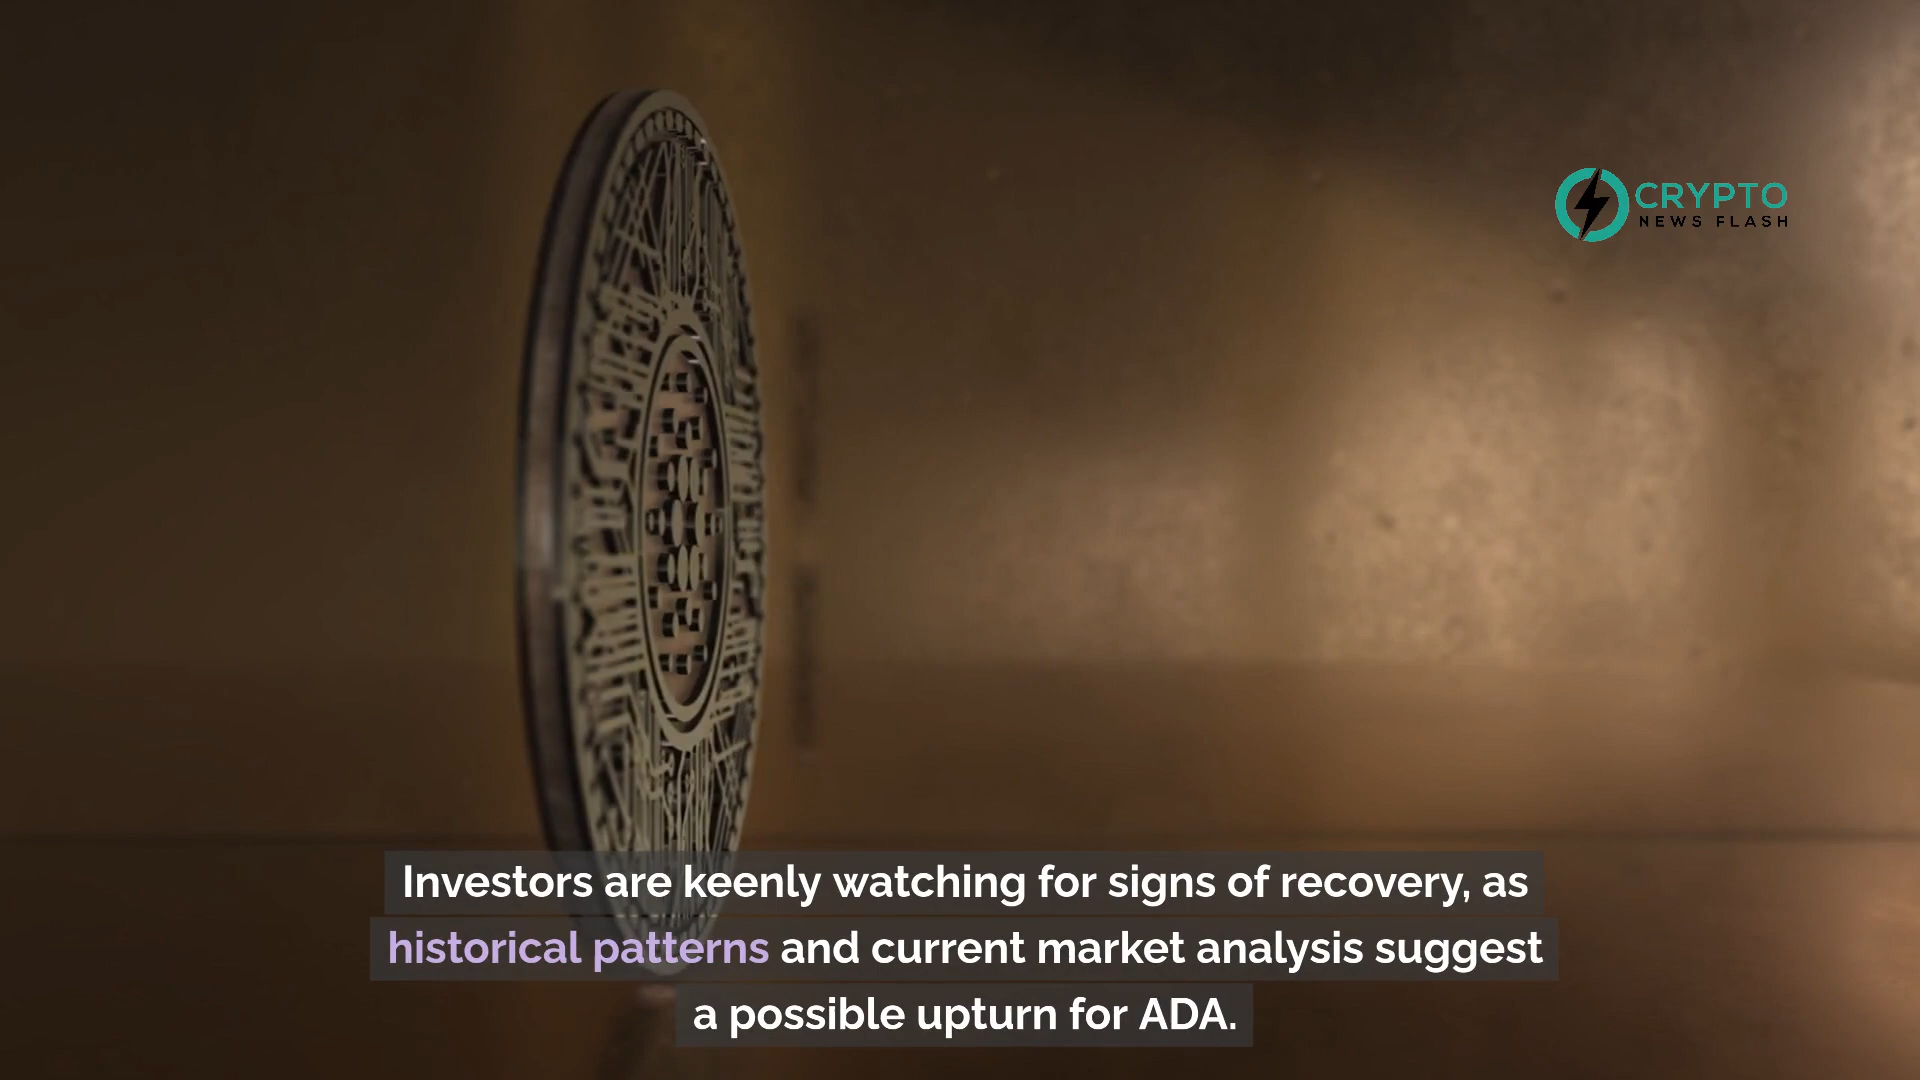 CRYPTO
NEWS FLASH
Investors are keenly watching for signs of recovery, as
historical patterns and current market analysis suggest
a possible upturn for ADA.